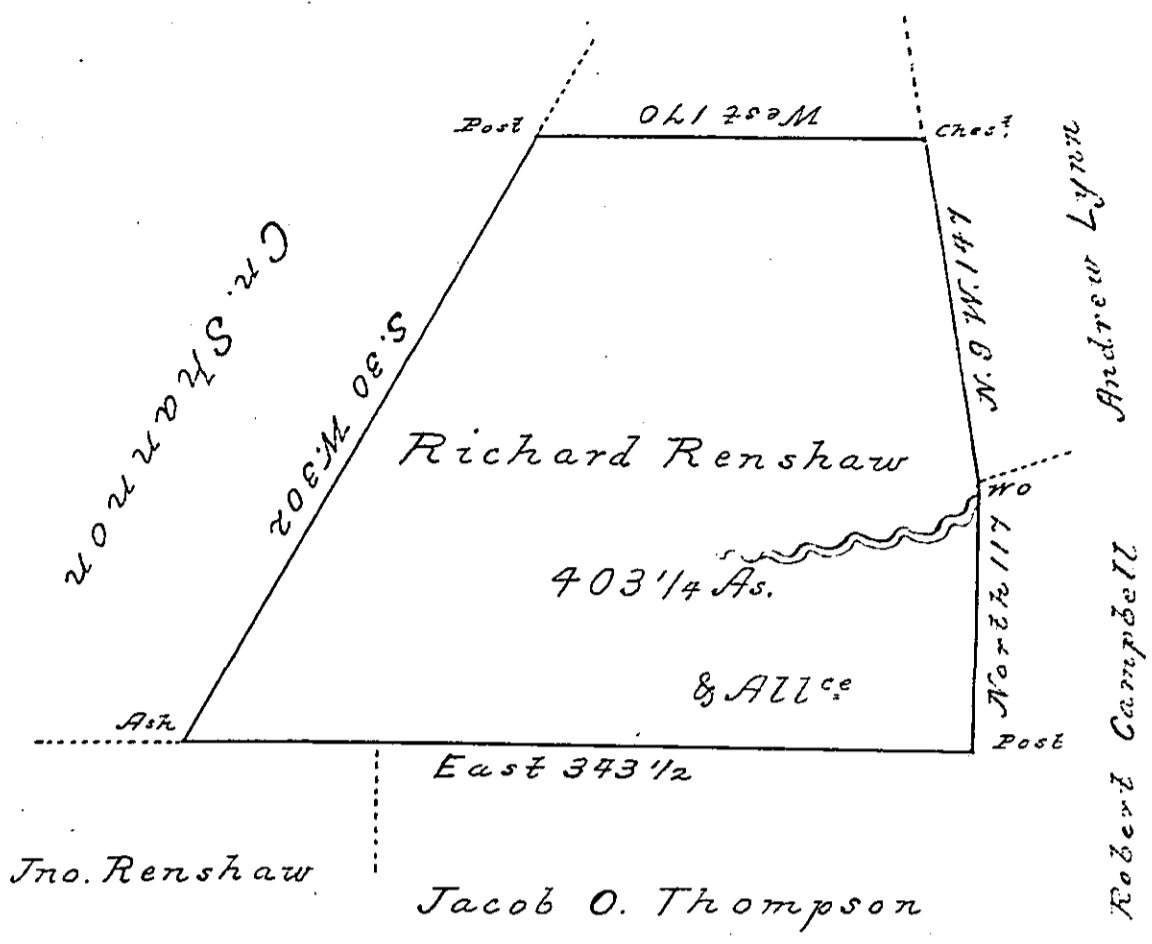 West 170
Post
Chest.
Andrew Lynn
N. 9 W. 147
Cn. Shannon
S. 30 W. 302
Richard Renshaw
WO
403 1/4 As.
North 117
& All ce
Robert Campbell
Ash
Post
East 343 1/2
Jno. Renshaw
Jacob O. Thompson